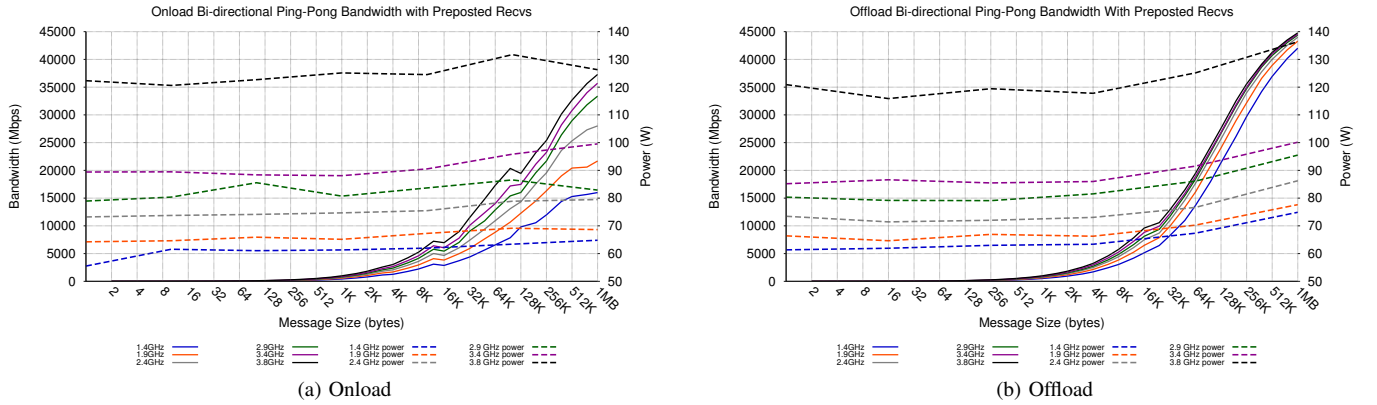 Onload Bi-directional Ping-Pong Bandwidth with Preposted Recvs
45000
40000
35000
30000
25000
20000
15000
10000
5000
0
Bandwidth (Mbps)
140
130
120
110
100
90
80
70
60
50
Power (W)
2 4 8 16 32 64 128 256 512 1K 2K 4K 8K 16K 32K 64K 128K 256K 512K 1MB
Message Size (bytes)
1.4GHz 2.9GHz 1.4 GHz power 2.9 GHz power
1.9GHz 3.4GHz 1.9 GHz power 3.4 GHz power
2.4GHz 3.8GHz 2.4 GHz power 3.8 GHz power
(a) Onload
Offload Bi-directional Ping-Pong Bandwidth With Preposted Recvs
45000
40000
35000
30000
25000
20000
15000
10000
5000
0
Bandwidth (Mbps)
140
130
120
110
100
90
80
70
60
50
Power (W)
2 4 8 16 32 64 128 256 512 1K 2K 4K 8K 16K 32K 64K 128K 256K 512K 1MB
Message Size (bytes)
1.4GHz 2.9GHz 1.4 GHz power 2.9 GHz power
1.9GHz 3.4GHz 1.9 GHz power 3.4 GHz power
2.4GHz 3.8GHz 2.4 GHz power 3.8 GHz power
(b) Offload